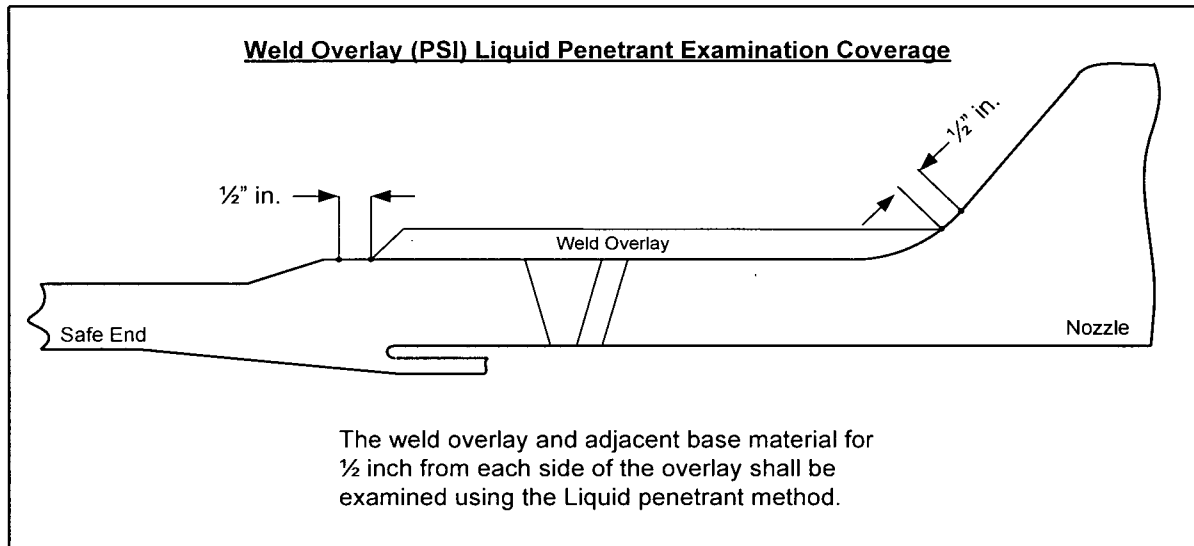 Weld Overlay (PSI) Liquid Penetrant Examination Coverage
½” in.
½” in.
Weld Overlay
Safe End
Nozzle
The weld overlay and adjacent base material for
½ inch from each side of the overlay shall be
examined using the Liquid penetrant method.